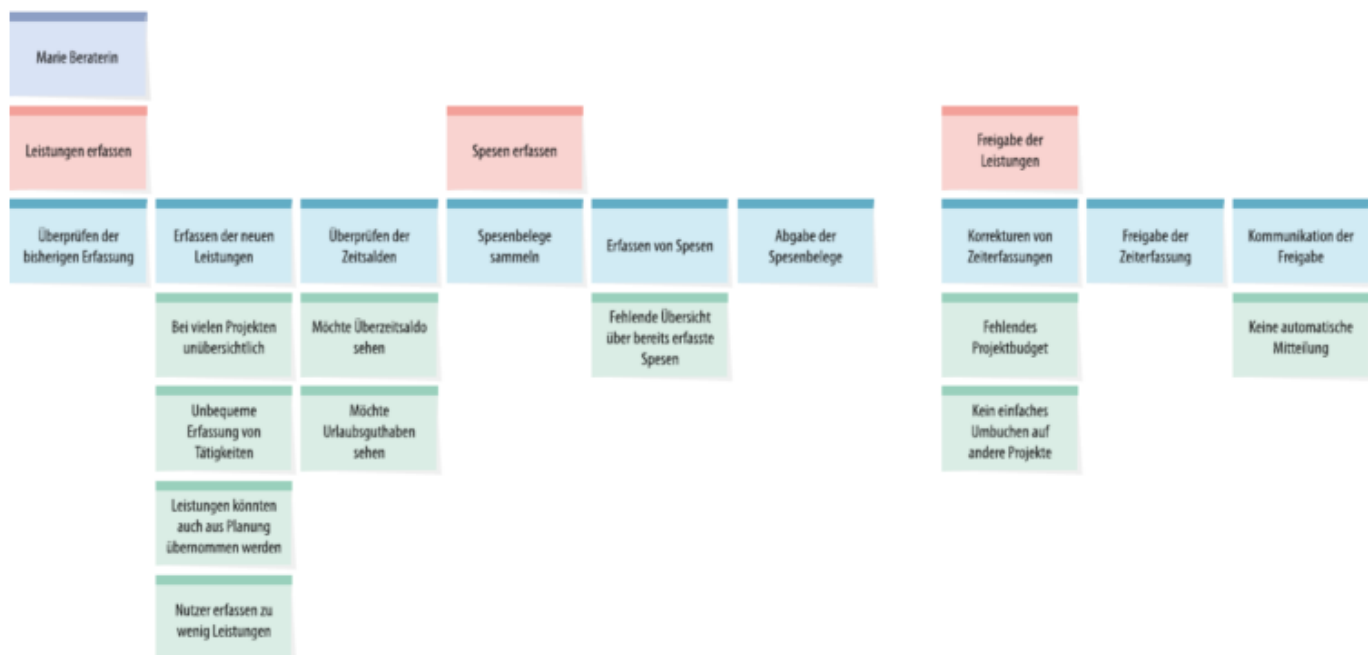 Marie Beraterin
Leistungen erfassen
Spesen erfassen
Freigabe der
Leistungen
Überprüfen der
bisherigen Erfassung
Erfassen der neuen
Leistungen
Überprüfen der
Zeitsalden
Spesenbelege
sammeln
Erfassen von Spesen
Abgabe der
Spesenbelege
Korrekturen von
Zeiterfassungen
Freigabe der
Zeiterfassung
Kommunikation der
Freigabe
Bei vielen Projekten
unübersichtlich
Möchte Überzeitsaldo
sehen
Fehlende Übersicht
über bereits erfasste
Spesen
Fehlendes
Projektbudget
Keine automatische
Mitteilung
Unbequeme
Erfassung von
Tätigkeiten
Möchte
Urlaubsguthaben
sehen
Kein einfaches
Umbuchen auf
andere Projekte
Leistungen könnten
auch aus Planung
übernommen werden
Nutzer erfassen zu
wenig Leistungen